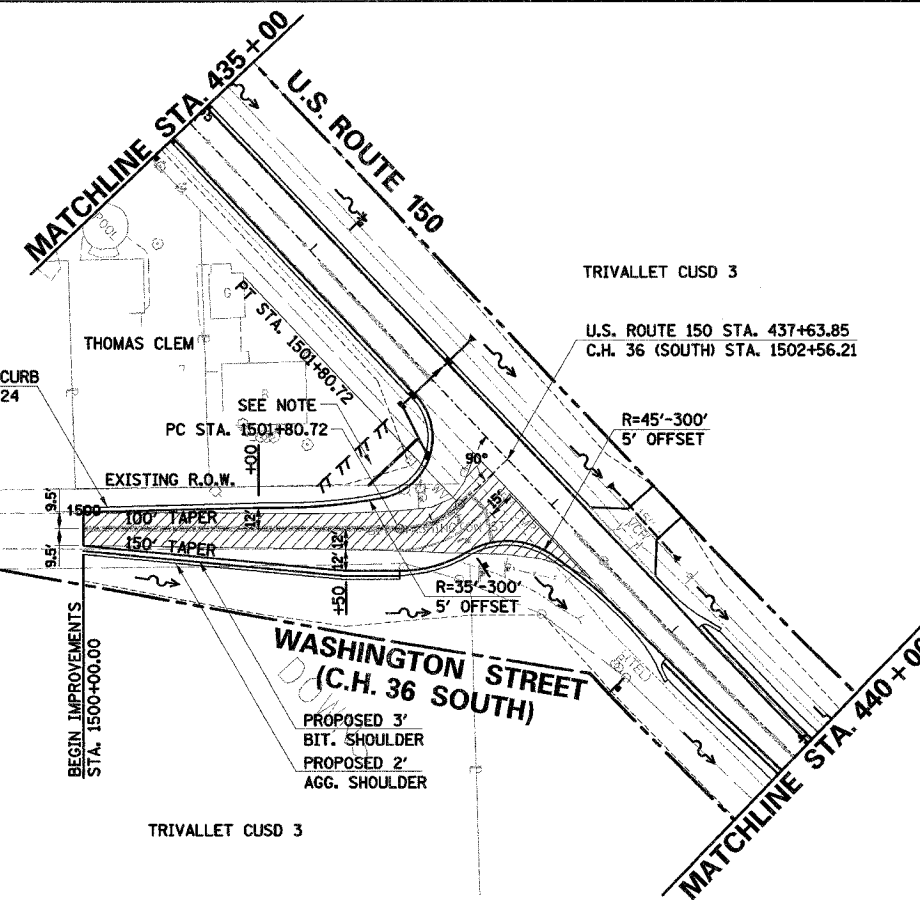 MATCHLINE STA. 435+00
U.S. ROUTE 150
TRIVALLET CUSD 3
POOL
G
THOMAS CLEM
PT STA. 1501+80.72
U.S. ROUTE 150 STA. 437+63.85
C.H. 36 (SOUTH) STA. 1502+56.21
CURB
24
SEE NOTE
PC STA. 1501+80.72
R=45'-300'
5' OFFSET
+00
90°
EXISTING R.O.W.
15'
9.5'
1500
100' TAPER
12'
150' TAPER
12' 12'
9.5'
+50
R=35'-300'
5' OFFSET
BEGIN IMPROVEMENTS
STA. 1500+00.00
WASHINGTON STREET
(C.H. 36 SOUTH)
PROPOSED 3'
BIT. SHOULDER
PROPOSED 2'
AGG. SHOULDER
MATCHLINE STA. 440+00
TRIVALLET CUSD 3